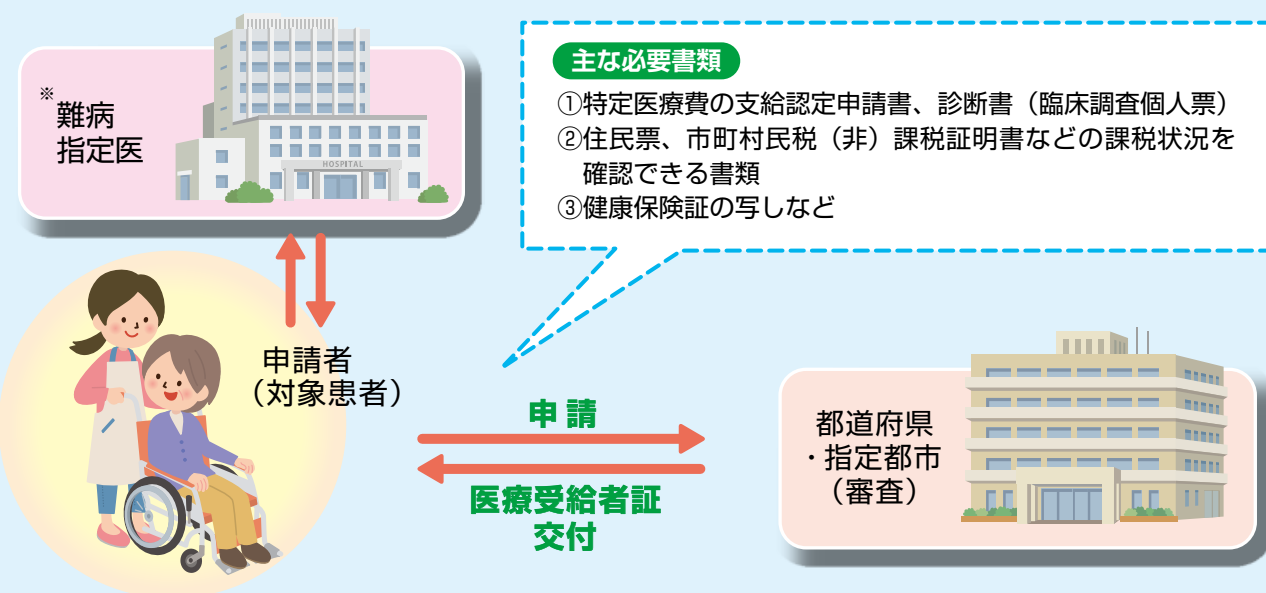 ※
難病
指定医
HOSPITAL
主な必要書類
①特定医療費の支給認定申請書、診断書（臨床調査個人票）
②住民票、市町村民税（非）課税証明書などの課税状況を
確認できる書類
③健康保険証の写しなど
申請者
（対象患者）
申請
医療受給者証
交付
都道府県
・指定都市
（審査）